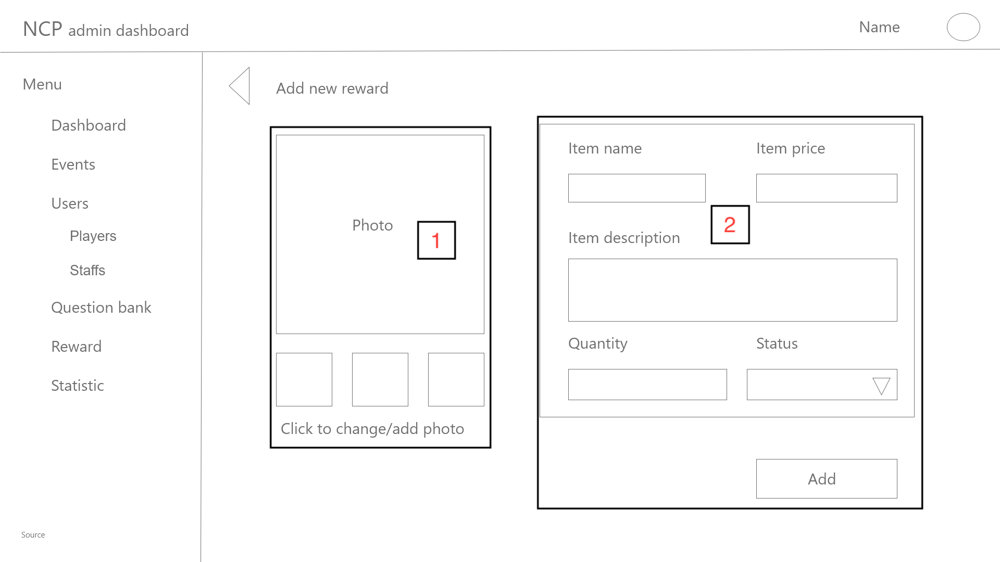 NCP admin dashboard
Name
Menu
Dashboard
Events
Users
Players
Staffs
Question bank
Reward
Statistic
Source
Add new reward
Photo
1
Click to change/add photo
Item name
Item price
2
Item description
Quantity
Status
Add